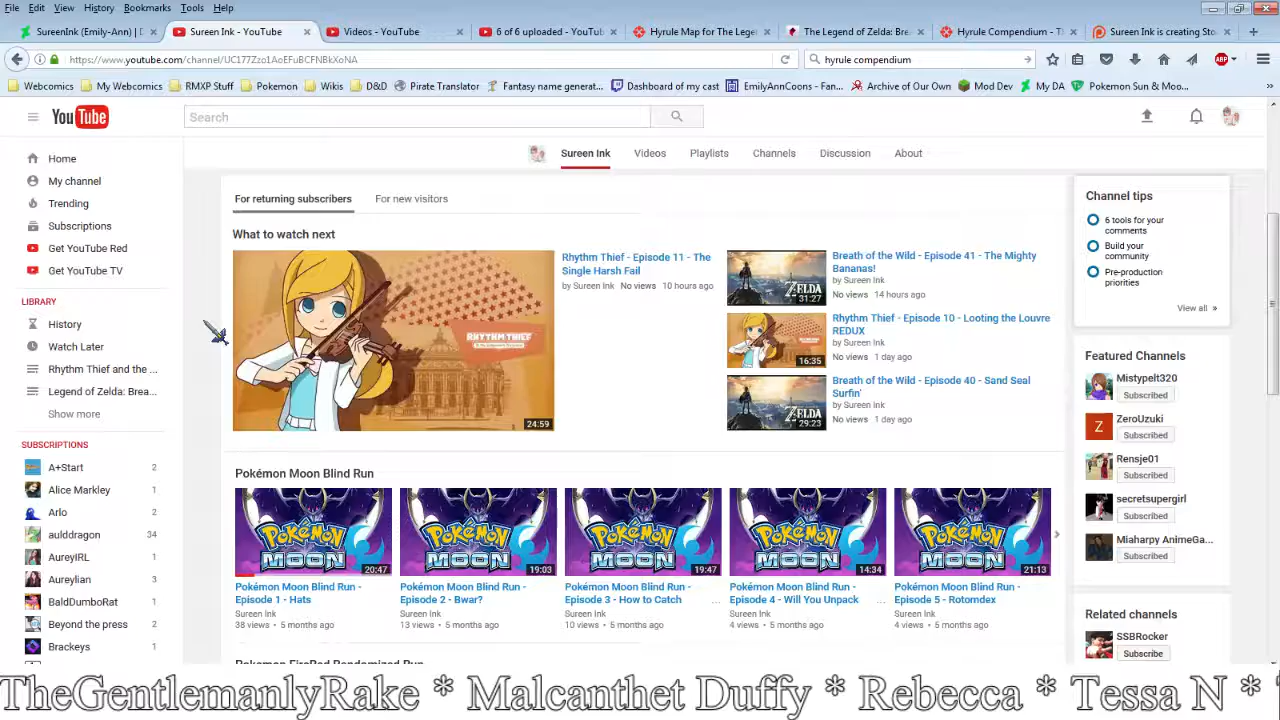 File Edit View History Bookmarks Tools Help
SureenInk (Emily-Ann) | D
Sureen Ink - YouTube
Videos - YouTube
6 of 6 uploaded - YouTub
Hyrule Map for The Leger
The Legend of Zelda: Bre
Hyrule Compendium - T
Sureen Ink is creating Sto
https://www.youtube.com/channel/UC177Zzo1AoEFuBCFNBkXoNA
hyrule compendium
ABP
Webcomics My Webcomics RMXP Stuff Pokemon Wikis D&D Pirate Translator Fantasy name generat... Dashboard of my cast EmilyAnnCoons - Fan... Archive of Our Own Mod Dev My DA Pokemon Sun & Moo...
YouTube
Search
Sureen Ink Videos Playlists Channels Discussion About
Home
My channel
Trending
Subscriptions
Get YouTube Red
Get YouTube TV
LIBRARY
History
Watch Later
Rhythm Thief and the ...
Legend of Zelda: Brea...
Show more
SUBSCRIPTIONS
A+Start 2
Alice Markley 1
Arlo 2
aulddragon 34
AureyIRL 1
Aureylian 3
BaldDumboRat 1
Beyond the press 2
Brackeys 1
For returning subscribers For new visitors
What to watch next
RHYTHM THIEF
24:59
Rhythm Thief - Episode 11 - The
Single Harsh Fail
by Sureen Ink No views 10 hours ago
ZELDA
31:27
Breath of the Wild - Episode 41 - The Mighty
Bananas!
by Sureen Ink
No views 14 hours ago
16:35
Rhythm Thief - Episode 10 - Looting the Louvre
REDUX
by Sureen Ink
No views 1 day ago
ZELDA
29:23
Breath of the Wild - Episode 40 - Sand Seal
Surfin'
by Sureen Ink
No views 1 day ago
Pokémon Moon Blind Run
POKéMON MOON
20:47
Pokémon Moon Blind Run -
Episode 1 - Hats
Sureen Ink
38 views • 5 months ago
POKéMON MOON
19:03
Pokémon Moon Blind Run -
Episode 2 - Bwar?
Sureen Ink
13 views • 5 months ago
POKéMON MOON
19:47
Pokémon Moon Blind Run -
Episode 3 - How to Catch ...
Sureen Ink
10 views • 5 months ago
POKéMON MOON
14:34
Pokémon Moon Blind Run -
Episode 4 - Will You Unpack ...
Sureen Ink
4 views • 5 months ago
POKéMON MOON
21:13
Pokémon Moon Blind Run -
Episode 5 - Rotomdex
Sureen Ink
4 views • 5 months ago
Pokemon FireRed Randomized Run
Channel tips
6 tools for your
comments
Build your
community
Pre-production
priorities
View all »
Featured Channels
Mistypelt320
Subscribed
Z
ZeroUzuki
Subscribed
Rensje01
Subscribed
secretsupergirl
Subscribed
Miaharpy AnimeGa...
Subscribed
Related channels
SSBRocker
Subscribe
TheGentlemanlyRake * Malcanthet Duffy * Rebecca * Tessa N *